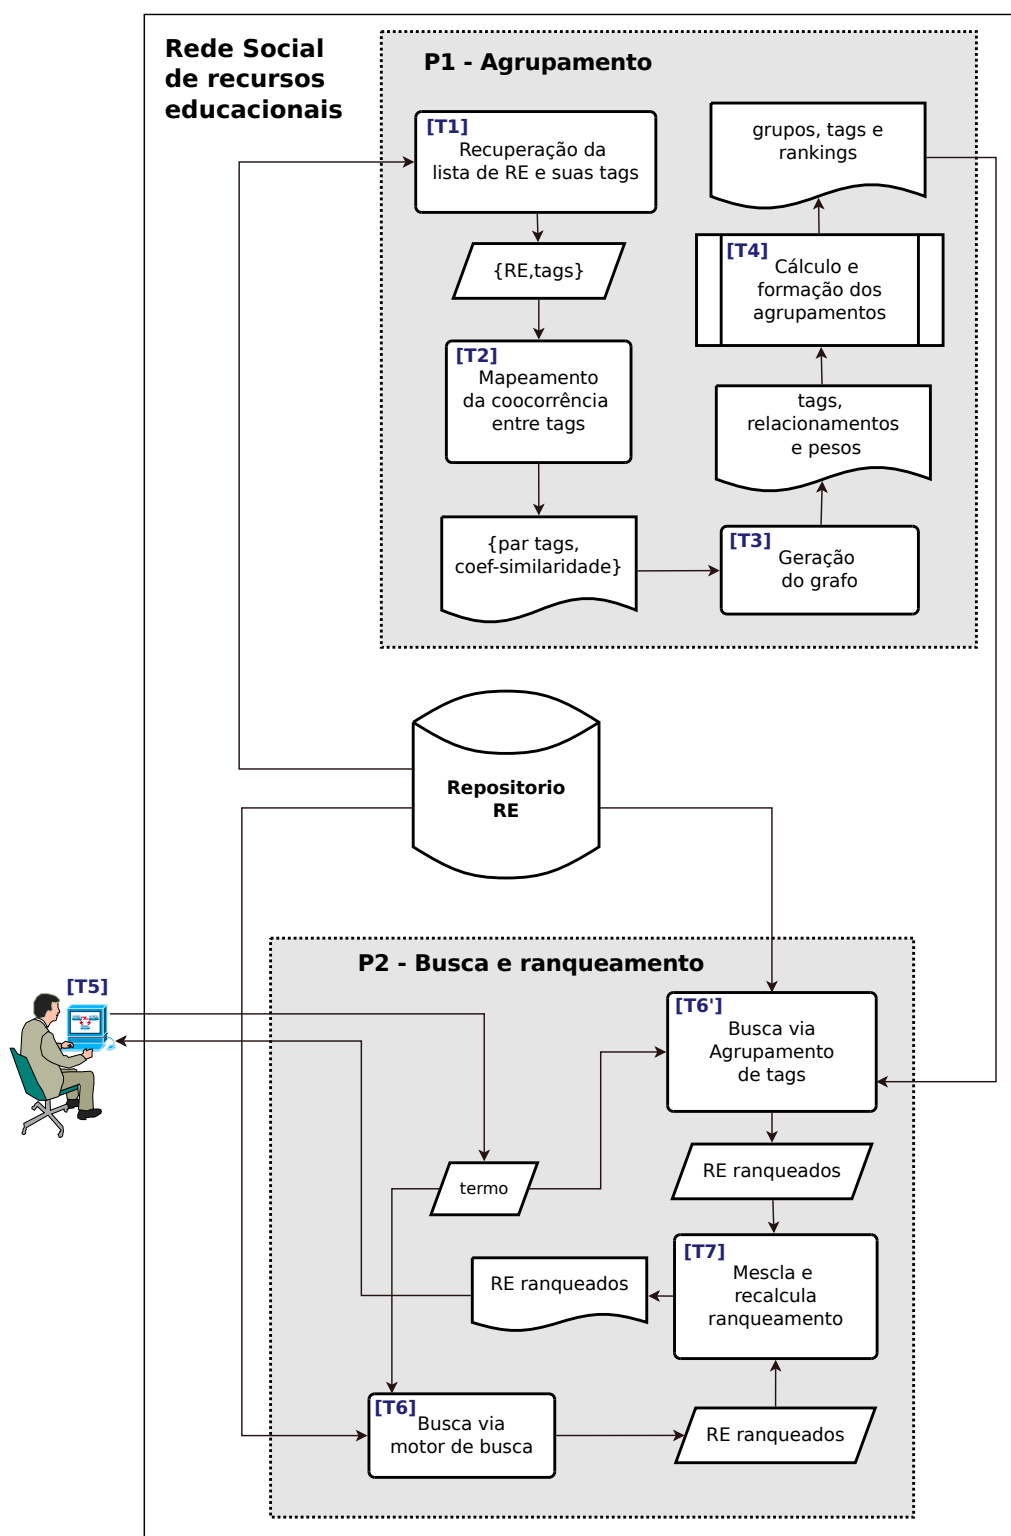 Rede Social
de recursos
educacionais
P1 - Agrupamento
[T1]
Recuperação da
lista de RE e suas tags
{RE,tags}
[T2]
Mapeamento
da coocorrência
entre tags
{par tags,
coef-similaridade}
[T3]
Geração
do grafo
tags,
relacionamentos
e pesos
[T4]
Cálculo e
formação dos
agrupamentos
grupos, tags e
rankings
Repositorio
RE
P2 - Busca e ranqueamento
[T5]
[T6']
Busca via
Agrupamento
de tags
RE ranqueados
termo
[T7]
Mescla e
recalcula
ranqueamento
RE ranqueados
[T6]
Busca via
motor de busca
RE ranqueados